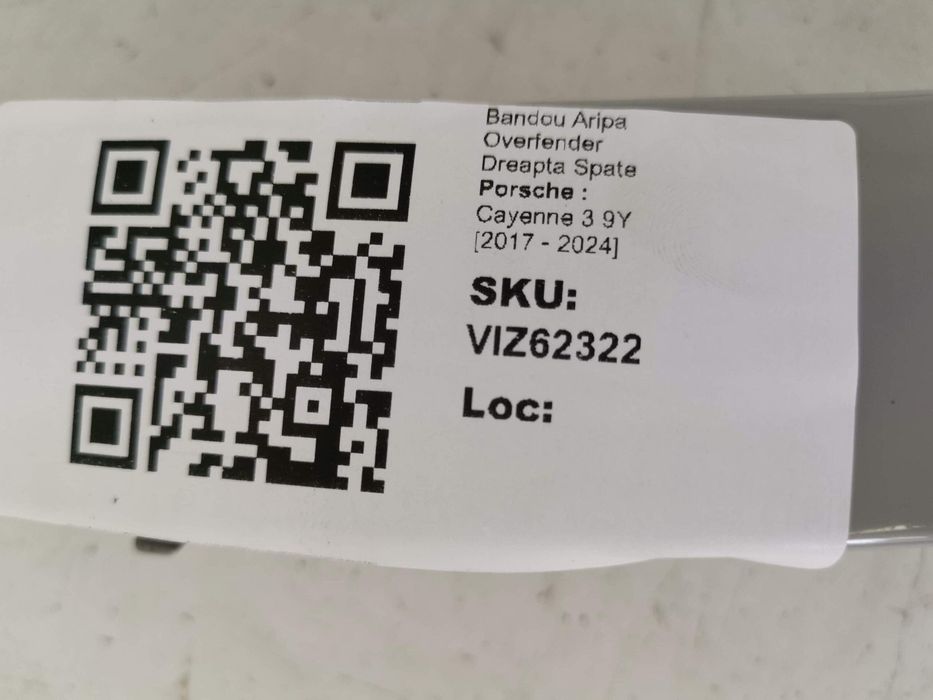 Bandou Aripa
Overfender
Dreapta Spate
Porsche :
Cayenne 3 9Y
[2017 - 2024]
SKU:
VIZ62322
Loc: